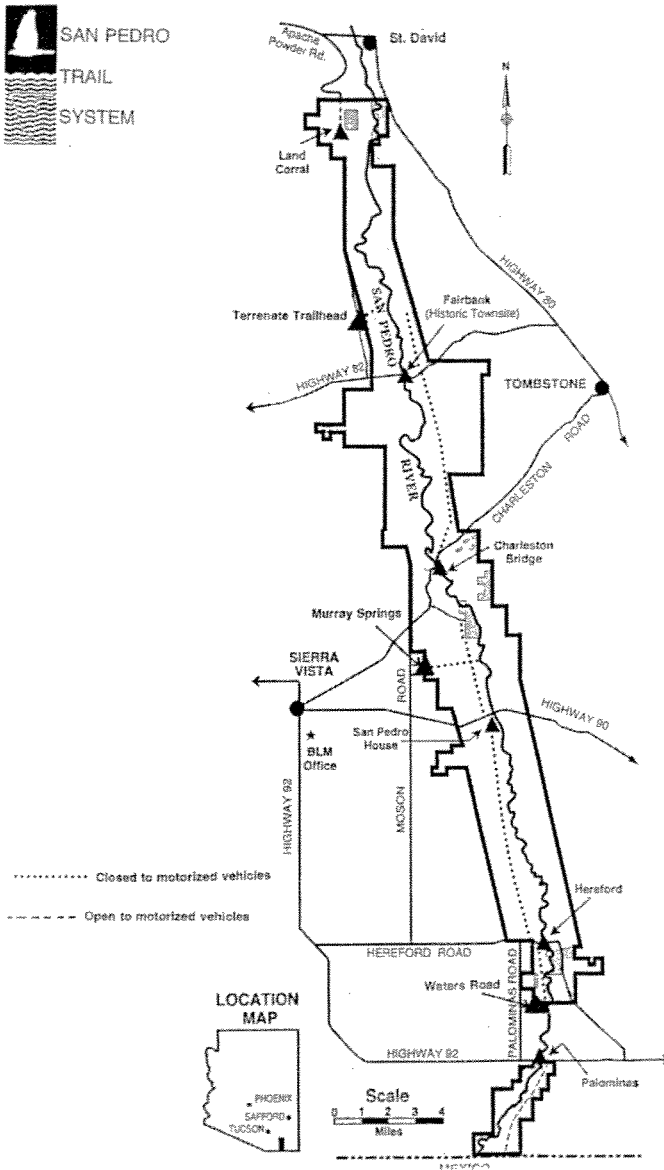 SAN PEDRO
TRAIL
SYSTEM
Apache
Powder Rd.
St. David
N
Land
Corral
HIGHWAY 80
SAN PEDRO
RIVER
Fairbank
(Historic Townsite)
Terrenate Trailhead
HIGHWAY 82
TOMBSTONE
CHARLESTON ROAD
Charleston
Bridge
Murray Springs
SIERRA
VISTA
MOSON ROAD
San Pedro
House
HIGHWAY 90
BLM
Office
HIGHWAY 92
Closed to motorized vehicles
Open to motorized vehicles
Hereford
HEREFORD ROAD
PALOMINAS ROAD
Waters Road
LOCATION
MAP
PHOENIX
SAFFORD
TUCSON
HIGHWAY 92
Palominas
Scale
0 1 2 3 4
Miles
MEXICO